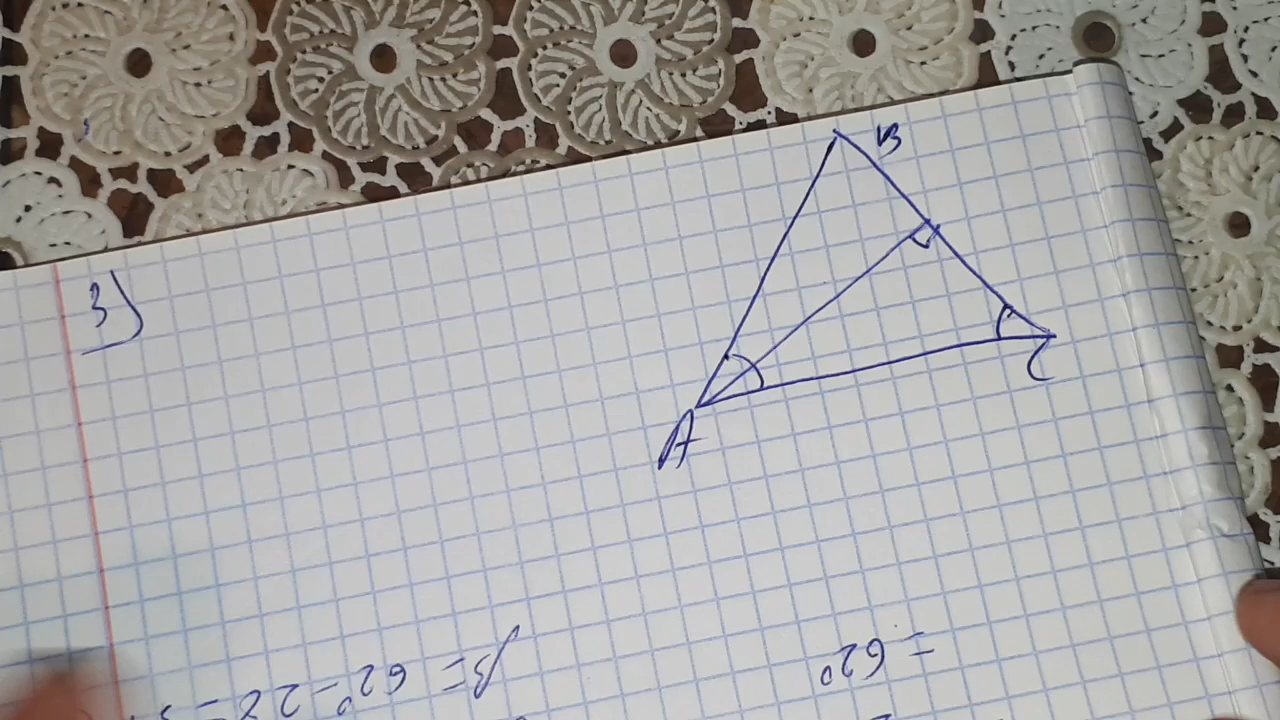 3)
B
A
C
= 62°
β = 62° - 28 =